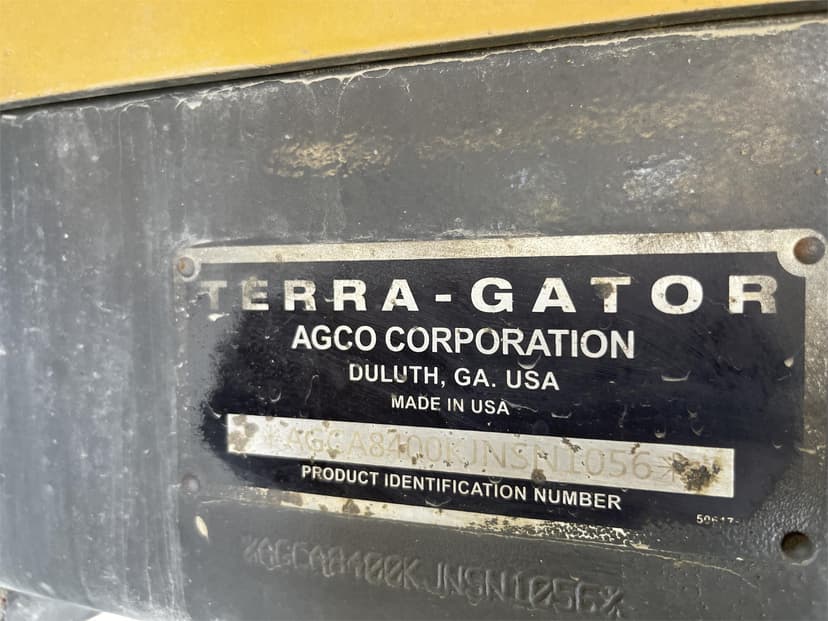 TERRA-GATOR
AGCO CORPORATION
DULUTH, GA. USA
MADE IN USA
*AGCA8400KJNSN1056*
PRODUCT IDENTIFICATION NUMBER
*AGCA8400KJNSN1056*